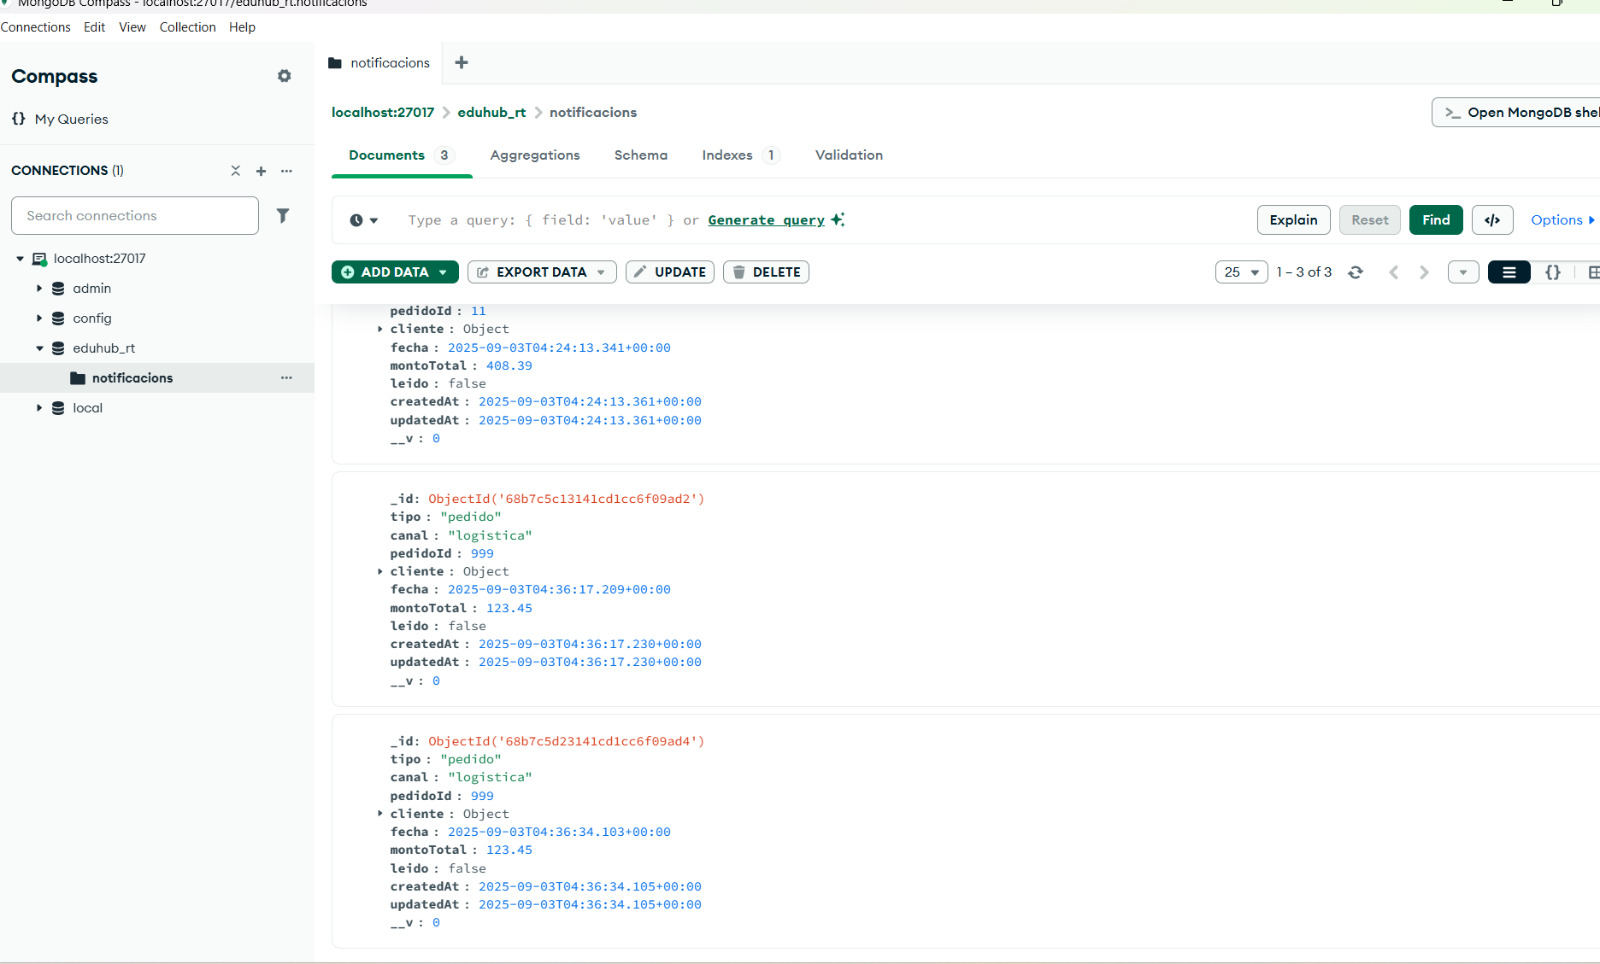 MongoDB Compass - localhost:27017/eduhub_rt.notificacions
Connections Edit View Collection Help
Compass
notificacions
My Queries
localhost:27017 > eduhub_rt > notificacions
>_ Open MongoDB shel
CONNECTIONS (1)
Documents 3 Aggregations Schema Indexes 1 Validation
Search connections
Type a query: { field: 'value' } or Generate query
Explain Reset Find </> Options
localhost:27017
admin
config
eduhub_rt
notificacions
local
ADD DATA EXPORT DATA UPDATE DELETE
25 1 – 3 of 3 {}
pedidoId : 11
cliente : Object
fecha : 2025-09-03T04:24:13.341+00:00
montoTotal : 408.39
leido : false
createdAt : 2025-09-03T04:24:13.361+00:00
updatedAt : 2025-09-03T04:24:13.361+00:00
__v : 0
_id: ObjectId('68b7c5c13141cd1cc6f09ad2')
tipo : "pedido"
canal : "logistica"
pedidoId : 999
cliente : Object
fecha : 2025-09-03T04:36:17.209+00:00
montoTotal : 123.45
leido : false
createdAt : 2025-09-03T04:36:17.230+00:00
updatedAt : 2025-09-03T04:36:17.230+00:00
__v : 0
_id: ObjectId('68b7c5d23141cd1cc6f09ad4')
tipo : "pedido"
canal : "logistica"
pedidoId : 999
cliente : Object
fecha : 2025-09-03T04:36:34.103+00:00
montoTotal : 123.45
leido : false
createdAt : 2025-09-03T04:36:34.105+00:00
updatedAt : 2025-09-03T04:36:34.105+00:00
__v : 0